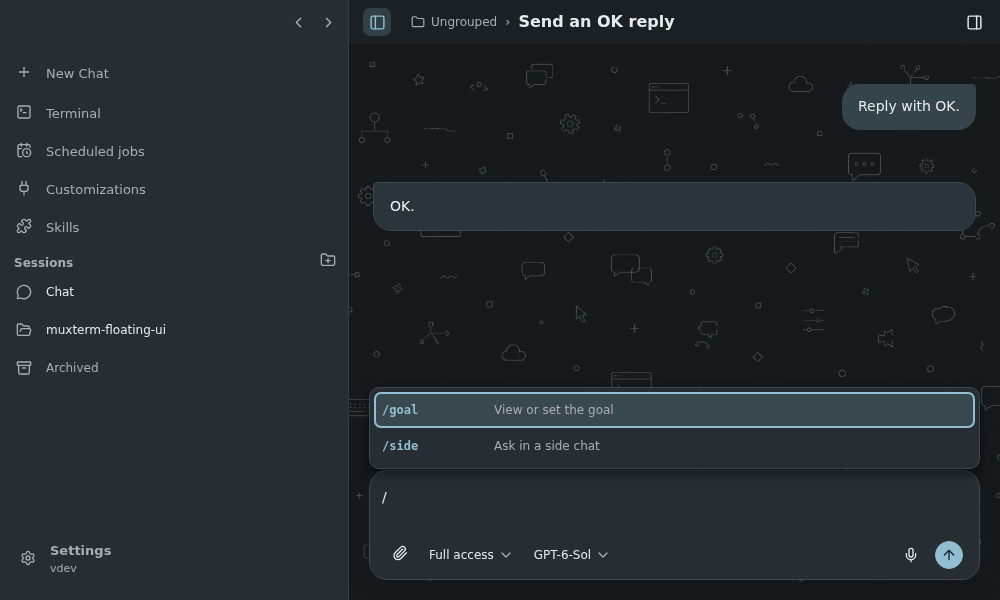 Ungrouped › Send an OK reply
New Chat
Terminal
Scheduled jobs
Customizations
Skills
Sessions
Chat
muxterm-floating-ui
Archived
Settings
vdev
Reply with OK.
OK.
/goal View or set the goal
/side Ask in a side chat
/
Full access GPT-6-Sol